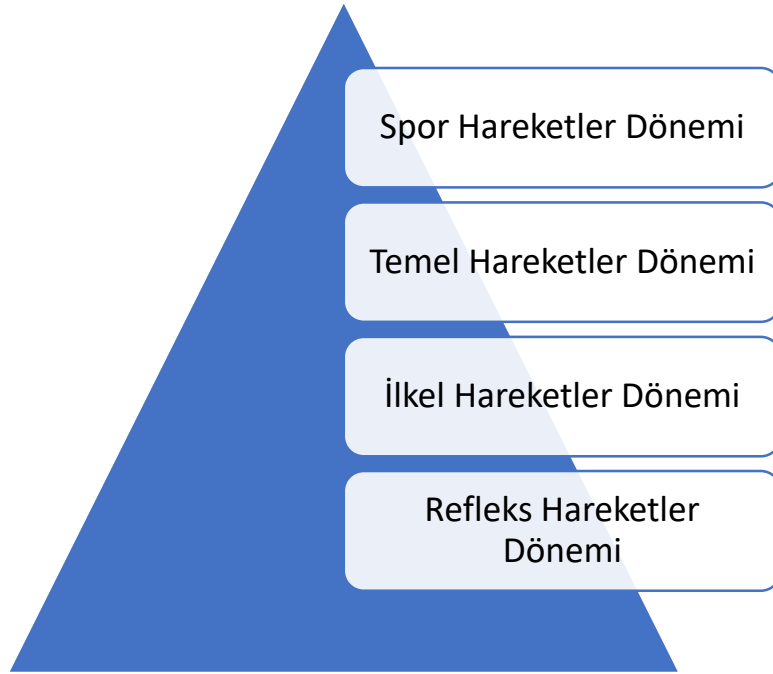 Spor Hareketler Dönemi
Temel Hareketler Dönemi
İlkel Hareketler Dönemi
Refleks Hareketler
Dönemi